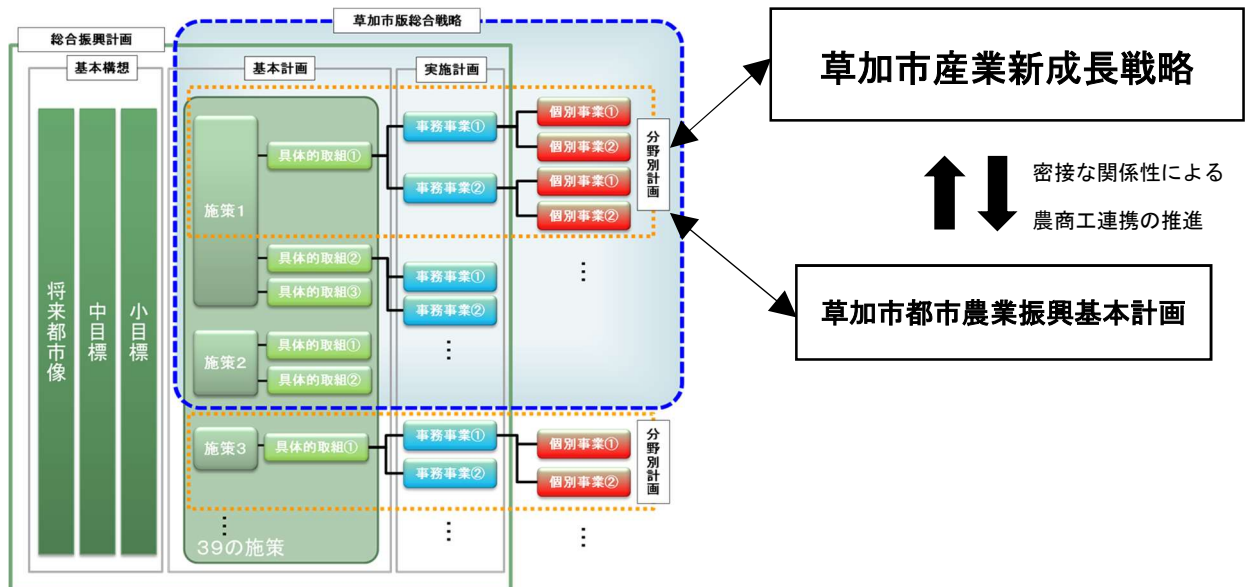 草加市版総合戦略
総合振興計画
基本構想
基本計画
実施計画
将来都市像
中目標
小目標
施策1
具体的取組①
事務事業①
個別事業①
個別事業②
事務事業②
個別事業①
個別事業②
分野別計画
具体的取組②
具体的取組③
事務事業①
事務事業②
⋮
⋮
施策2
具体的取組①
具体的取組②
施策3
具体的取組①
事務事業①
事務事業②
個別事業①
個別事業②
分野別計画
⋮
⋮
⋮
39の施策
草加市産業新成長戦略
密接な関係性による
農商工連携の推進
草加市都市農業振興基本計画